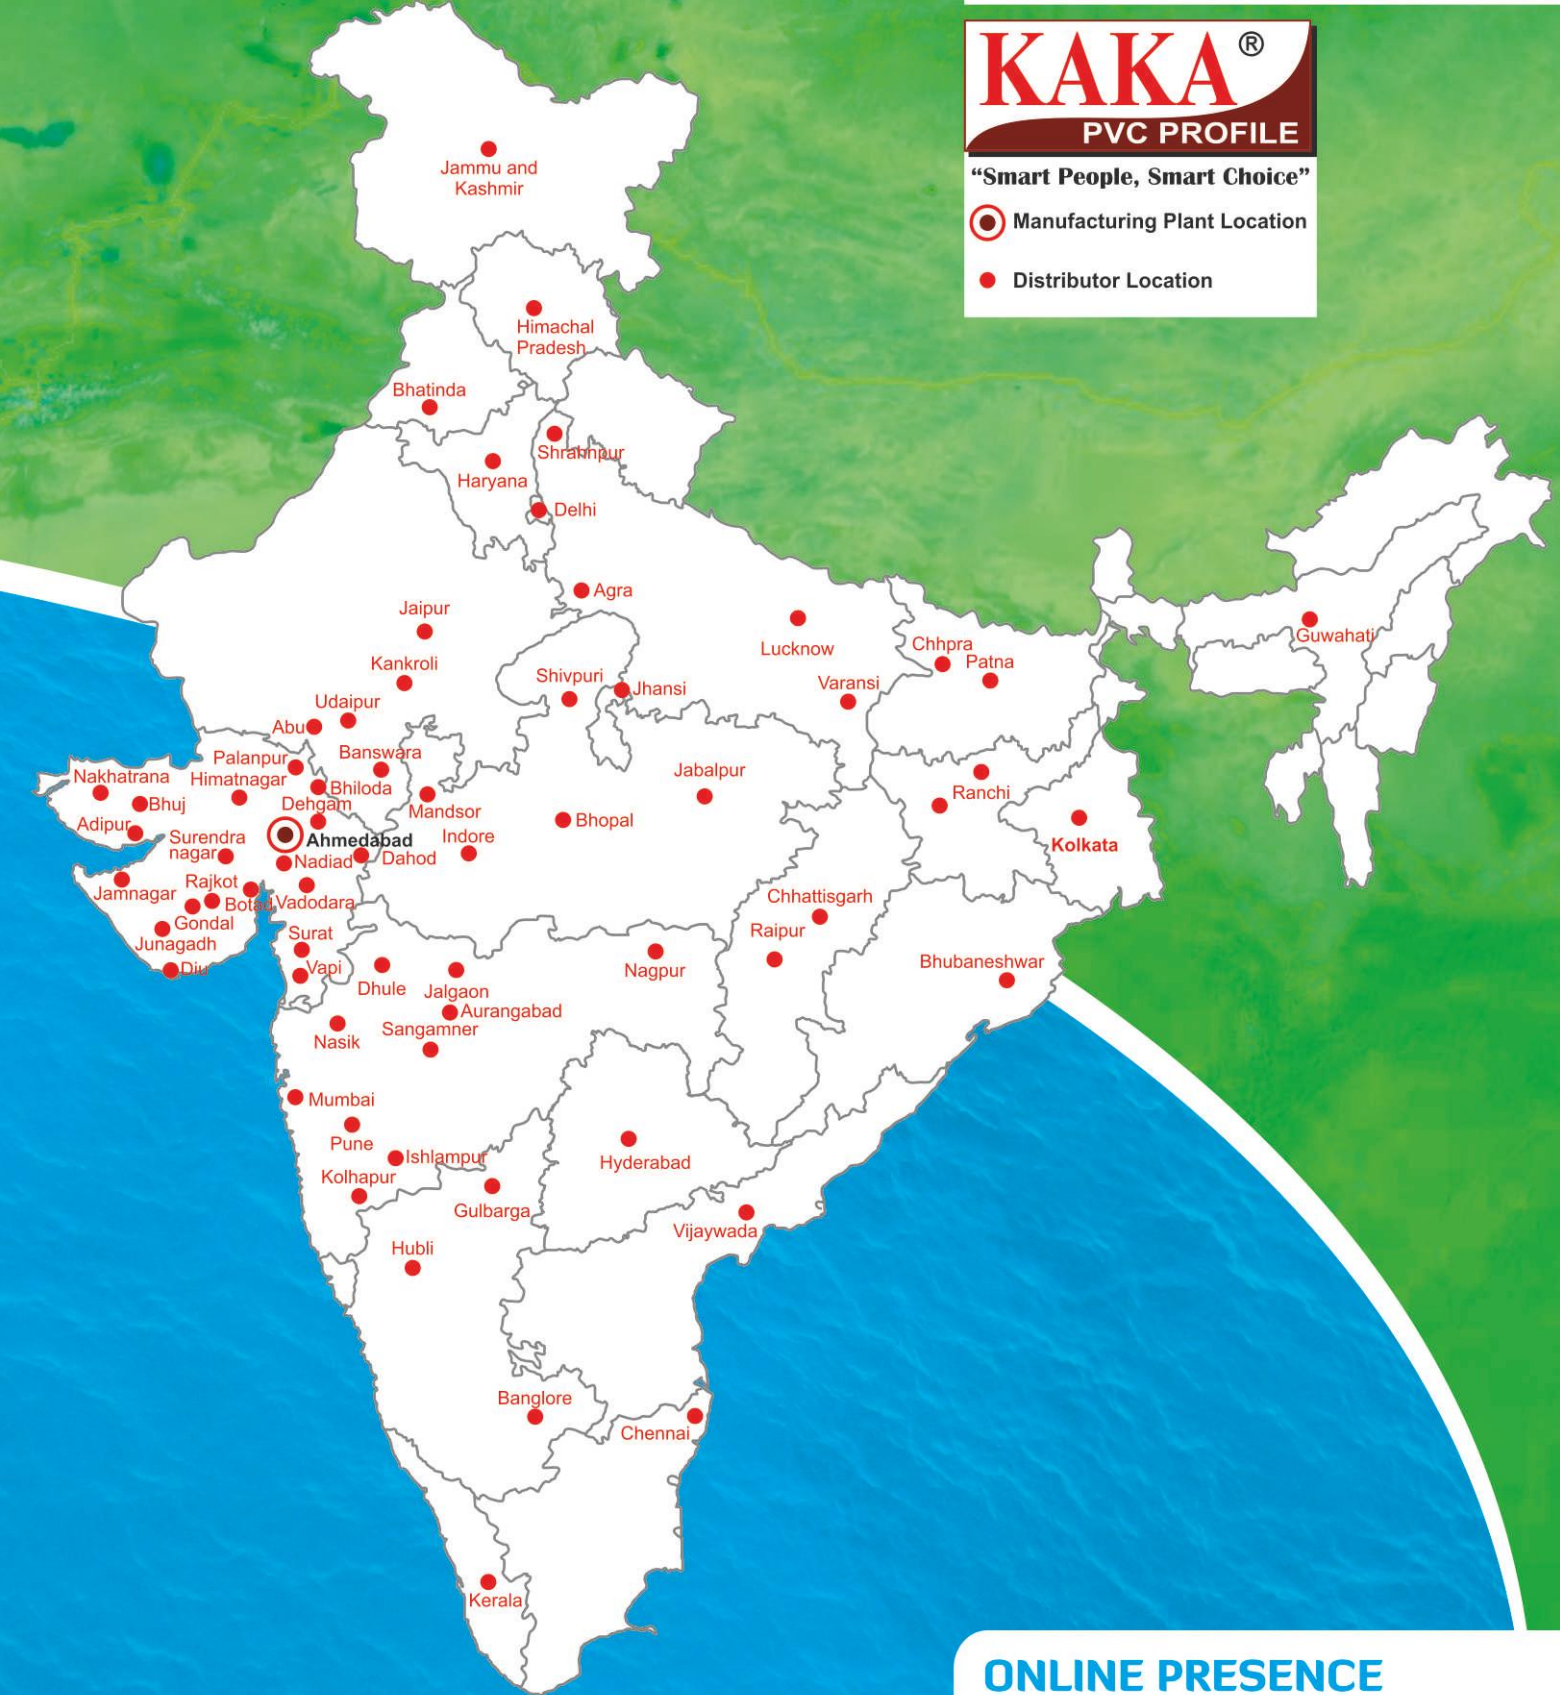 KAKA ®
PVC PROFILE
“Smart People, Smart Choice”
Manufacturing Plant Location
Distributor Location
Jammu and
Kashmir
Himachal
Pradesh
Bhatinda
Shrahnpur
Haryana
Delhi
Agra
Jaipur
Lucknow
Guwahati
Chhpra
Patna
Kankroli
Shivpuri
Jhansi
Varansi
Udaipur
Abu
Banswara
Palanpur
Himatnagar
Nakhatrana
Bhiloda
Jabalpur
Ranchi
Bhuj
Dehgam
Mandsor
Adipur
Bhopal
Surendra
nagar
Ahmedabad
Indore
Kolkata
Nadiad
Dahod
Jamnagar
Rajkot
Botad
Vadodara
Chhattisgarh
Gondal
Junagadh
Surat
Raipur
Diu
Vapi
Dhule
Jalgaon
Nagpur
Bhubaneshwar
Aurangabad
Sangamner
Nasik
Mumbai
Pune
Ishlampur
Kolhapur
Hyderabad
Gulbarga
Vijaywada
Hubli
Banglore
Chennai
Kerala
ONLINE PRESENCE